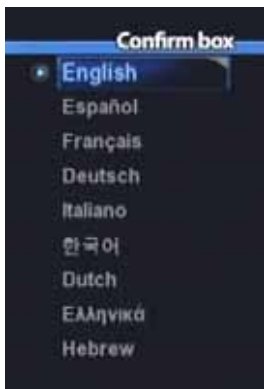 Confirm box
English
Español
Français
Deutsch
Italiano
한국어
Dutch
Ελληνικά
Hebrew